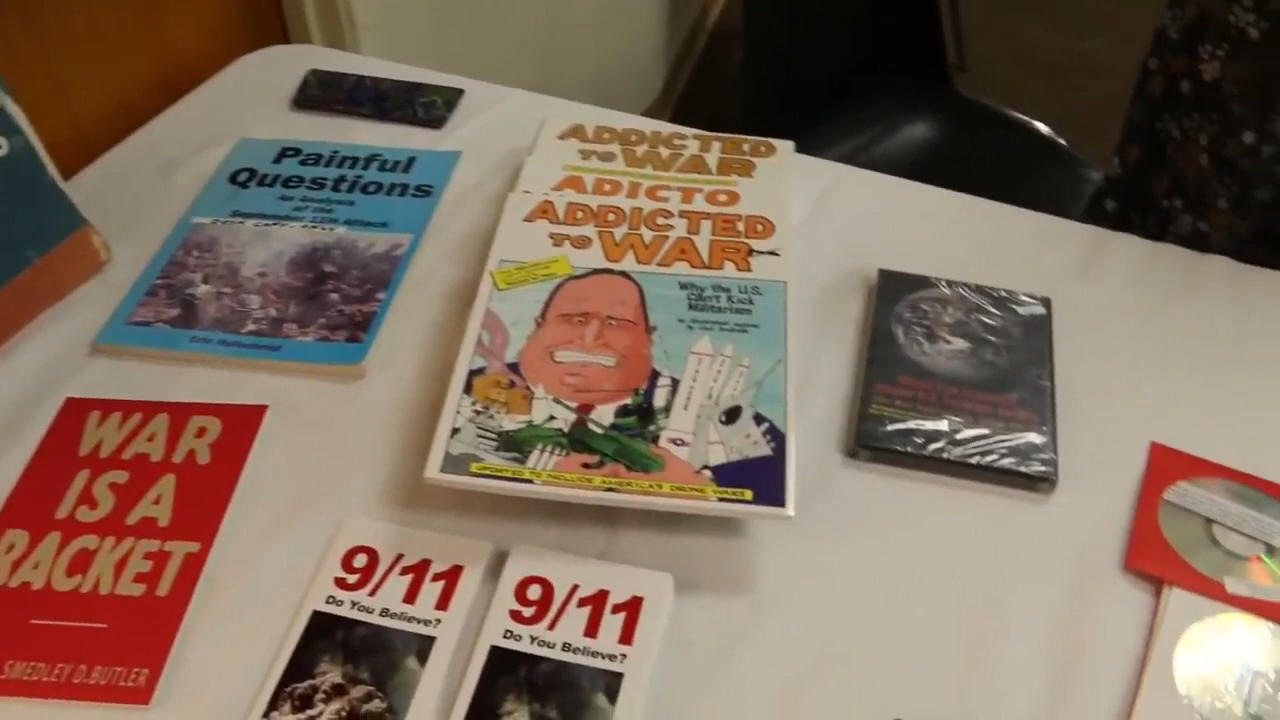 Painful
Questions
An Analysis
of the
September 11th Attack
ADDICTED
TO WAR
ADICTO
ADDICTED
TO WAR
Why the U.S.
Can't Kick
Militarism
UPDATED TO INCLUDE AMERICA'S DRONE WARS
WAR
IS A
RACKET
SMEDLEY D. BUTLER
9/11
Do You Believe?
9/11
Do You Believe?